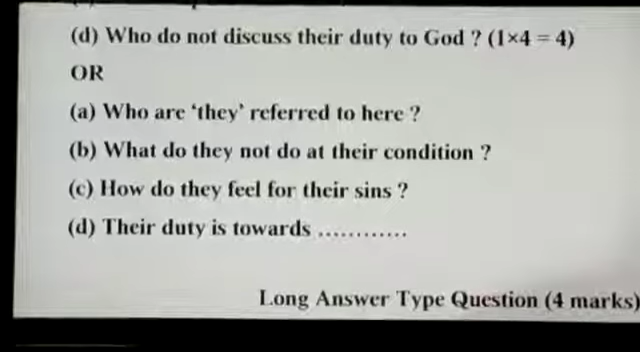 (d) Who do not discuss their duty to God ? (1×4 = 4)
OR
(a) Who are ‘they’ referred to here ?
(b) What do they not do at their condition ?
(c) How do they feel for their sins ?
(d) Their duty is towards ............
Long Answer Type Question (4 marks)